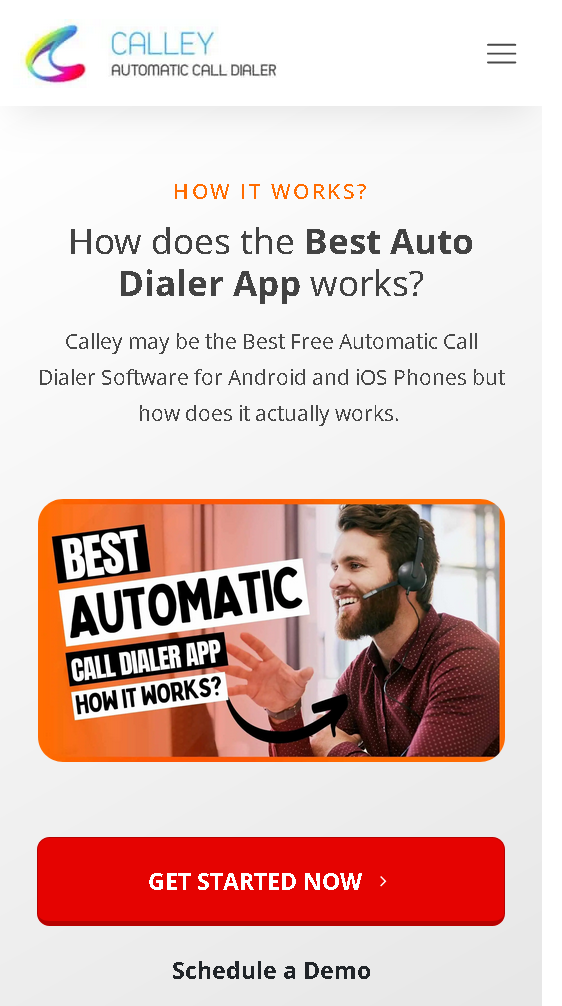 CALLEY
AUTOMATIC CALL DIALER
HOW IT WORKS?
How does the Best Auto
Dialer App works?
Calley may be the Best Free Automatic Call
Dialer Software for Android and iOS Phones but
how does it actually works.
BEST
AUTOMATIC
CALL DIALER APP
HOW IT WORKS?
GET STARTED NOW
Schedule a Demo